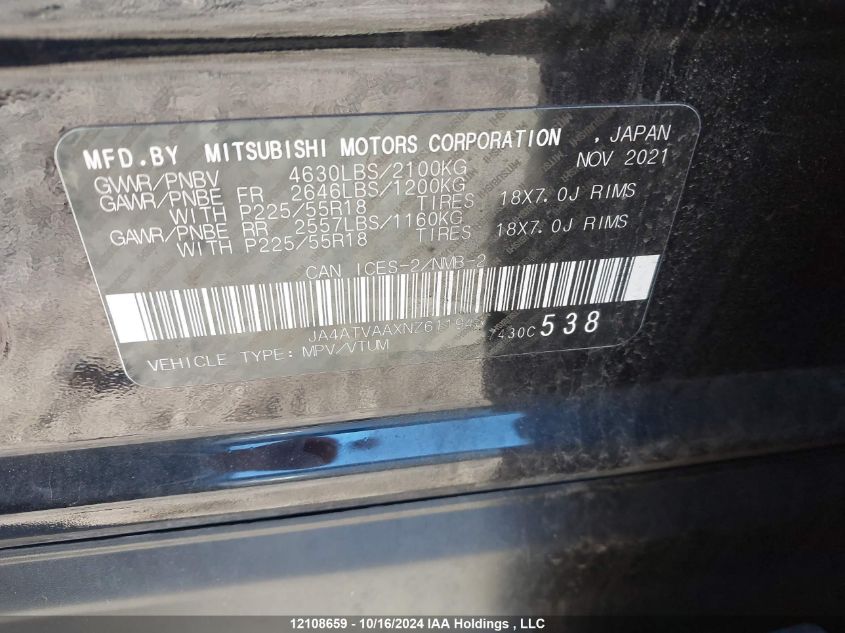 MFD.BY MITSUBISHI MOTORS CORPORATION , JAPAN
NOV 2021
GVWR/PNBV 4630LBS/2100KG
GAWR/PNBE FR 2646LBS/1200KG
WITH P225/55R18 TIRES 18X7.0J RIMS
GAWR/PNBE RR 2557LBS/1160KG
WITH P225/55R18 TIRES 18X7.0J RIMS
CAN ICES-2/NMB-2
538
VEHICLE TYPE: MPV/VTUM
12108659 - 10/16/2024 IAA Holdings , LLC